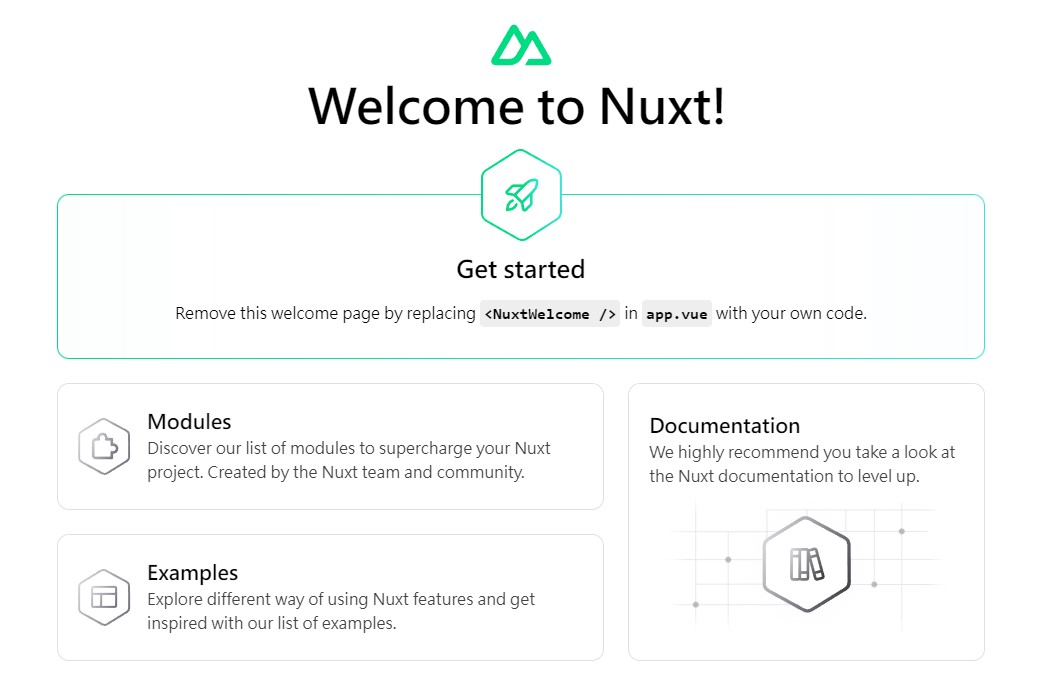 Welcome to Nuxt!
Get started
Remove this welcome page by replacing <NuxtWelcome /> in app.vue with your own code.
Modules
Discover our list of modules to supercharge your Nuxt
project. Created by the Nuxt team and community.
Examples
Explore different way of using Nuxt features and get
inspired with our list of examples.
Documentation
We highly recommend you take a look at
the Nuxt documentation to level up.